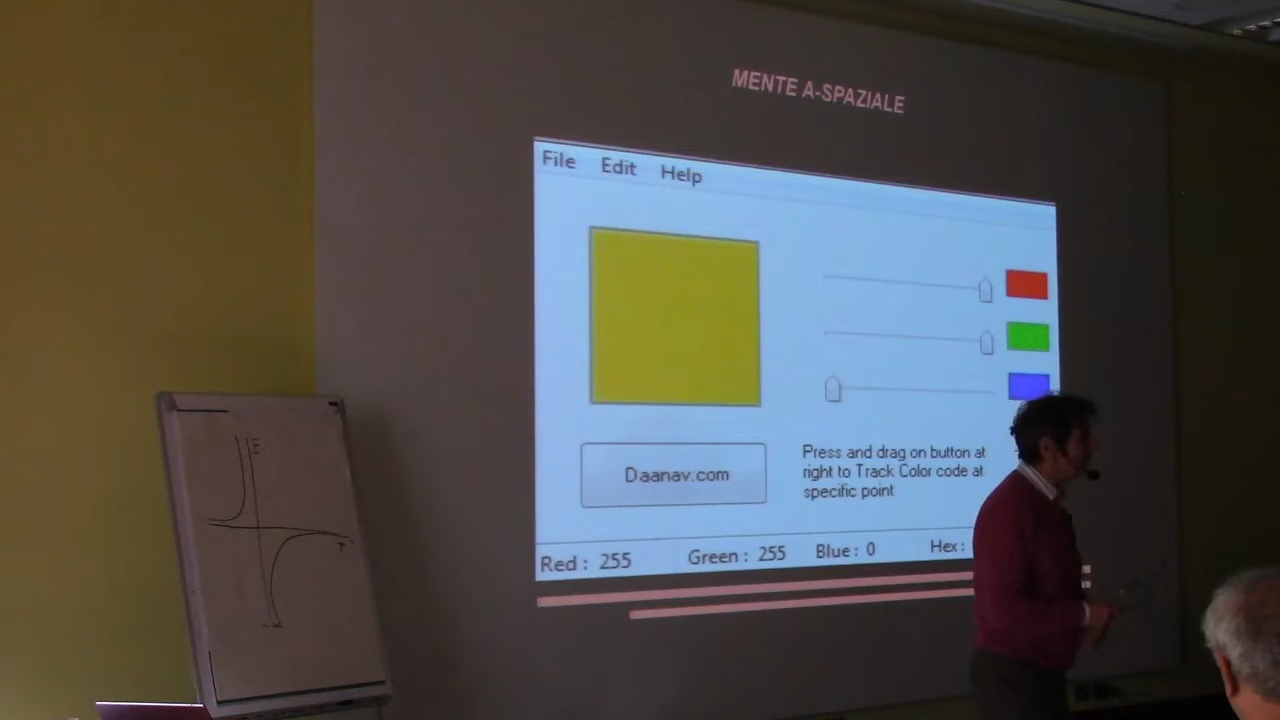 MENTE A-SPAZIALE
File Edit Help
Daanav.com
Press and drag on button at
right to Track Color code at
specific point
Red : 255 Green : 255 Blue : 0 Hex :